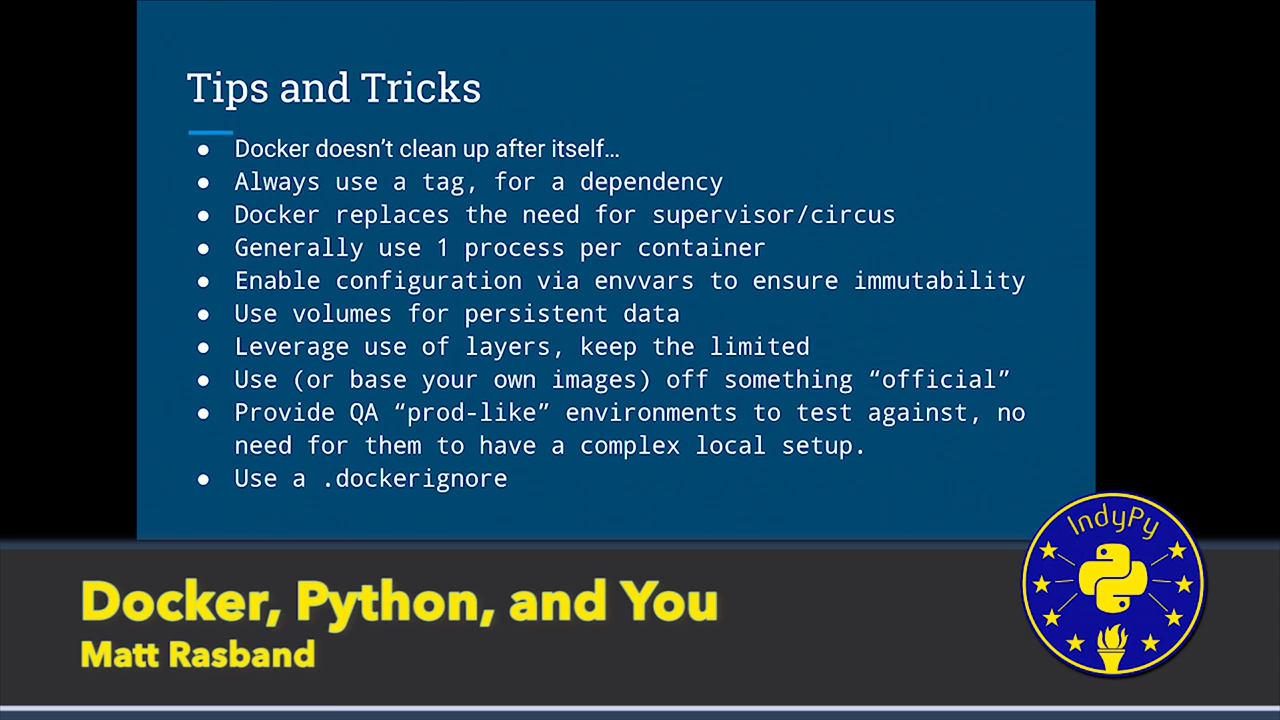 Tips and Tricks
● Docker doesn’t clean up after itself…
● Always use a tag, for a dependency
● Docker replaces the need for supervisor/circus
● Generally use 1 process per container
● Enable configuration via envvars to ensure immutability
● Use volumes for persistent data
● Leverage use of layers, keep the limited
● Use (or base your own images) off something “official”
● Provide QA “prod-like” environments to test against, no
need for them to have a complex local setup.
● Use a .dockerignore
IndyPy
Docker, Python, and You
Matt Rasband